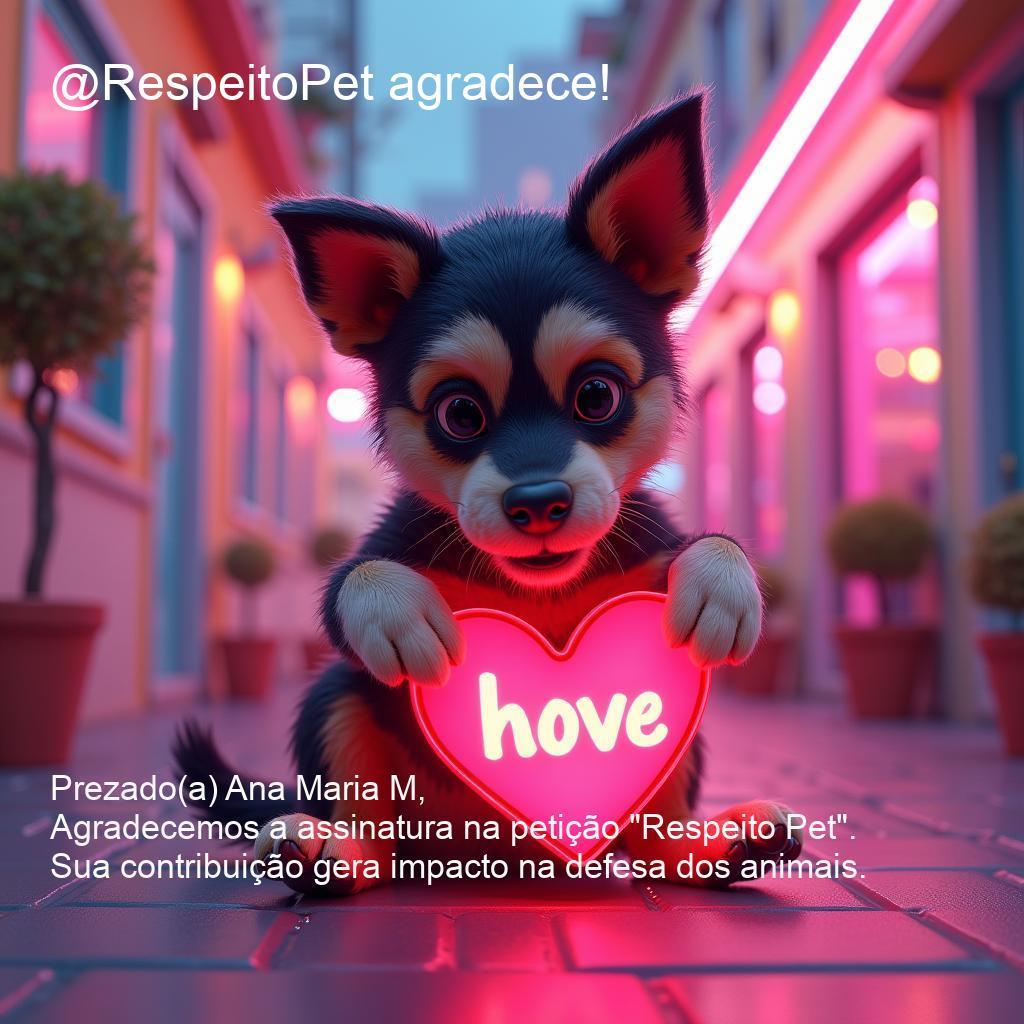 @RespeitoPet agradece!
hove
Prezado(a) Ana Maria M,
Agradecemos a assinatura na petição "Respeito Pet".
Sua contribuição gera impacto na defesa dos animais.